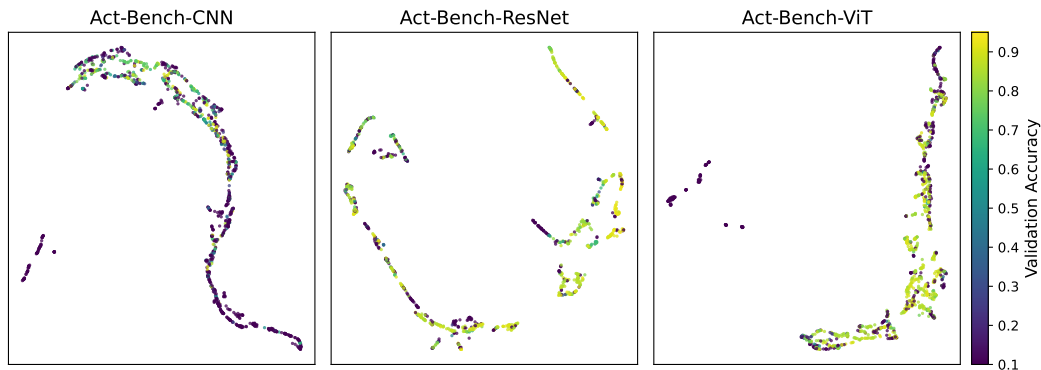 Act-Bench-CNN
Act-Bench-ResNet
Act-Bench-ViT
0.9
0.8
0.7
0.6
0.5
0.4
0.3
0.2
0.1
Validation Accuracy